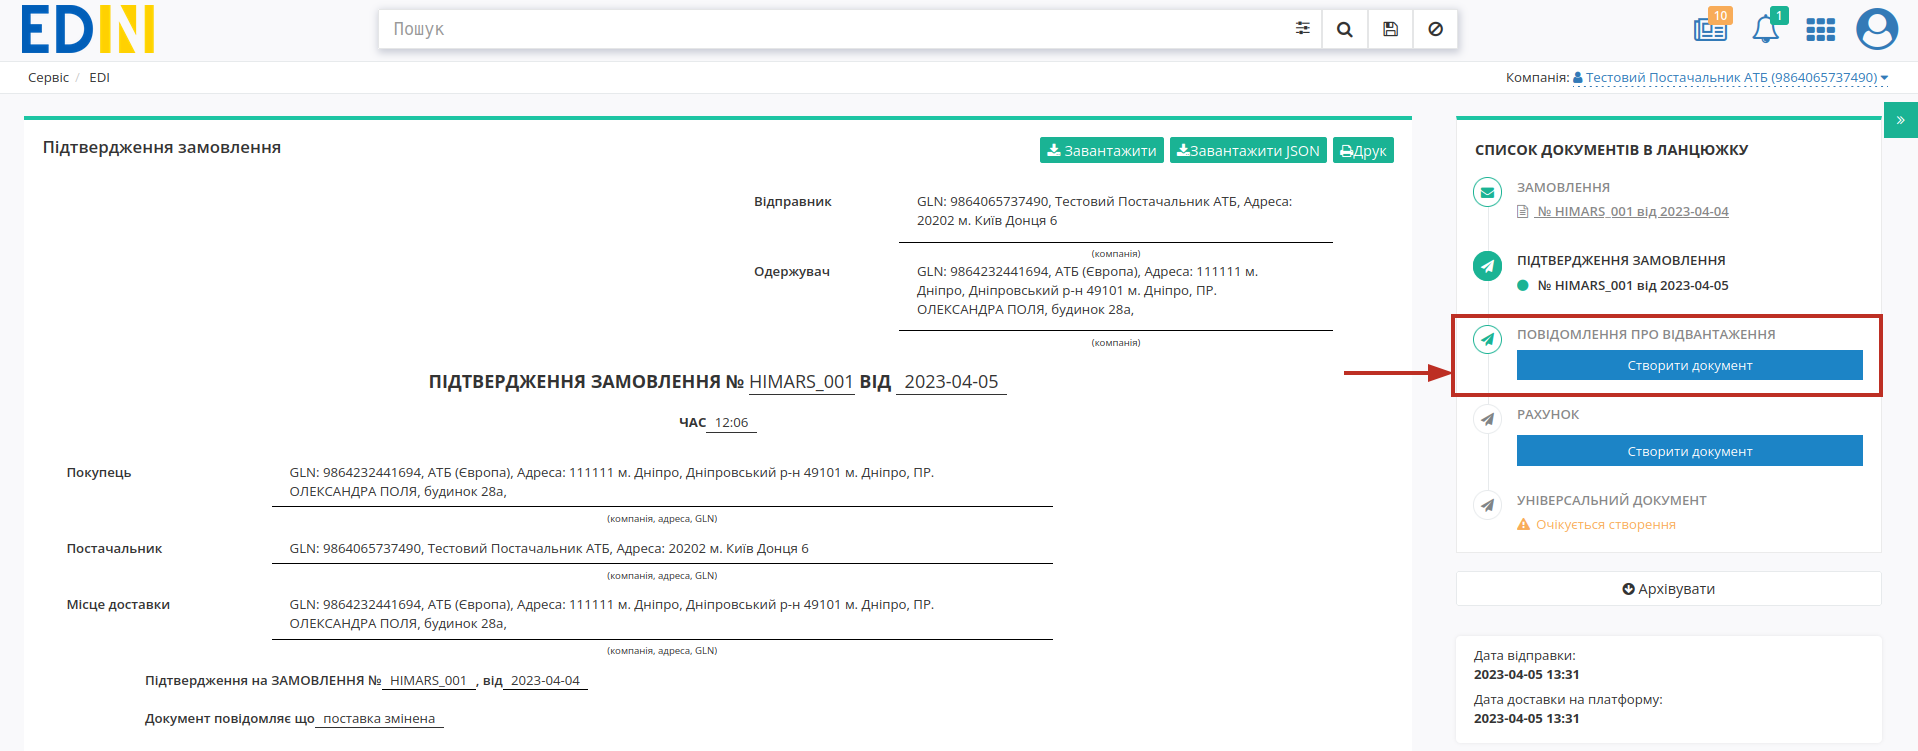 EDIN
Пошук
10
1
Сервіс / EDI
Компанія: Тестовий Постачальник АТБ (9864065737490)
»
Підтвердження замовлення
Завантажити
Завантажити JSON
Друк
Відправник
GLN: 9864065737490, Тестовий Постачальник АТБ, Адреса:
20202 м. Київ Донця 6
(компанія)
Одержувач
GLN: 9864232441694, АТБ (Європа), Адреса: 111111 м.
Дніпро, Дніпровський р-н 49101 м. Дніпро, ПР.
ОЛЕКСАНДРА ПОЛЯ, будинок 28а,
(компанія)
ПІДТВЕРДЖЕННЯ ЗАМОВЛЕННЯ № HIMARS_001 ВІД 2023-04-05
ЧАС 12:06
Покупець
GLN: 9864232441694, АТБ (Європа), Адреса: 111111 м. Дніпро, Дніпровський р-н 49101 м. Дніпро, ПР.
ОЛЕКСАНДРА ПОЛЯ, будинок 28а,
(компанія, адреса, GLN)
Постачальник
GLN: 9864065737490, Тестовий Постачальник АТБ, Адреса: 20202 м. Київ Донця 6
(компанія, адреса, GLN)
Місце доставки
GLN: 9864232441694, АТБ (Європа), Адреса: 111111 м. Дніпро, Дніпровський р-н 49101 м. Дніпро, ПР.
ОЛЕКСАНДРА ПОЛЯ, будинок 28а,
(компанія, адреса, GLN)
Підтвердження на ЗАМОВЛЕННЯ № HIMARS_001 , від 2023-04-04
Документ повідомляє що поставка змінена
СПИСОК ДОКУМЕНТІВ В ЛАНЦЮЖКУ
ЗАМОВЛЕННЯ
№ HIMARS_001 від 2023-04-04
ПІДТВЕРДЖЕННЯ ЗАМОВЛЕННЯ
№ HIMARS_001 від 2023-04-05
ПОВІДОМЛЕННЯ ПРО ВІДВАНТАЖЕННЯ
Створити документ
РАХУНОК
Створити документ
УНІВЕРСАЛЬНИЙ ДОКУМЕНТ
Очікується створення
Архівувати
Дата відправки:
2023-04-05 13:31
Дата доставки на платформу:
2023-04-05 13:31